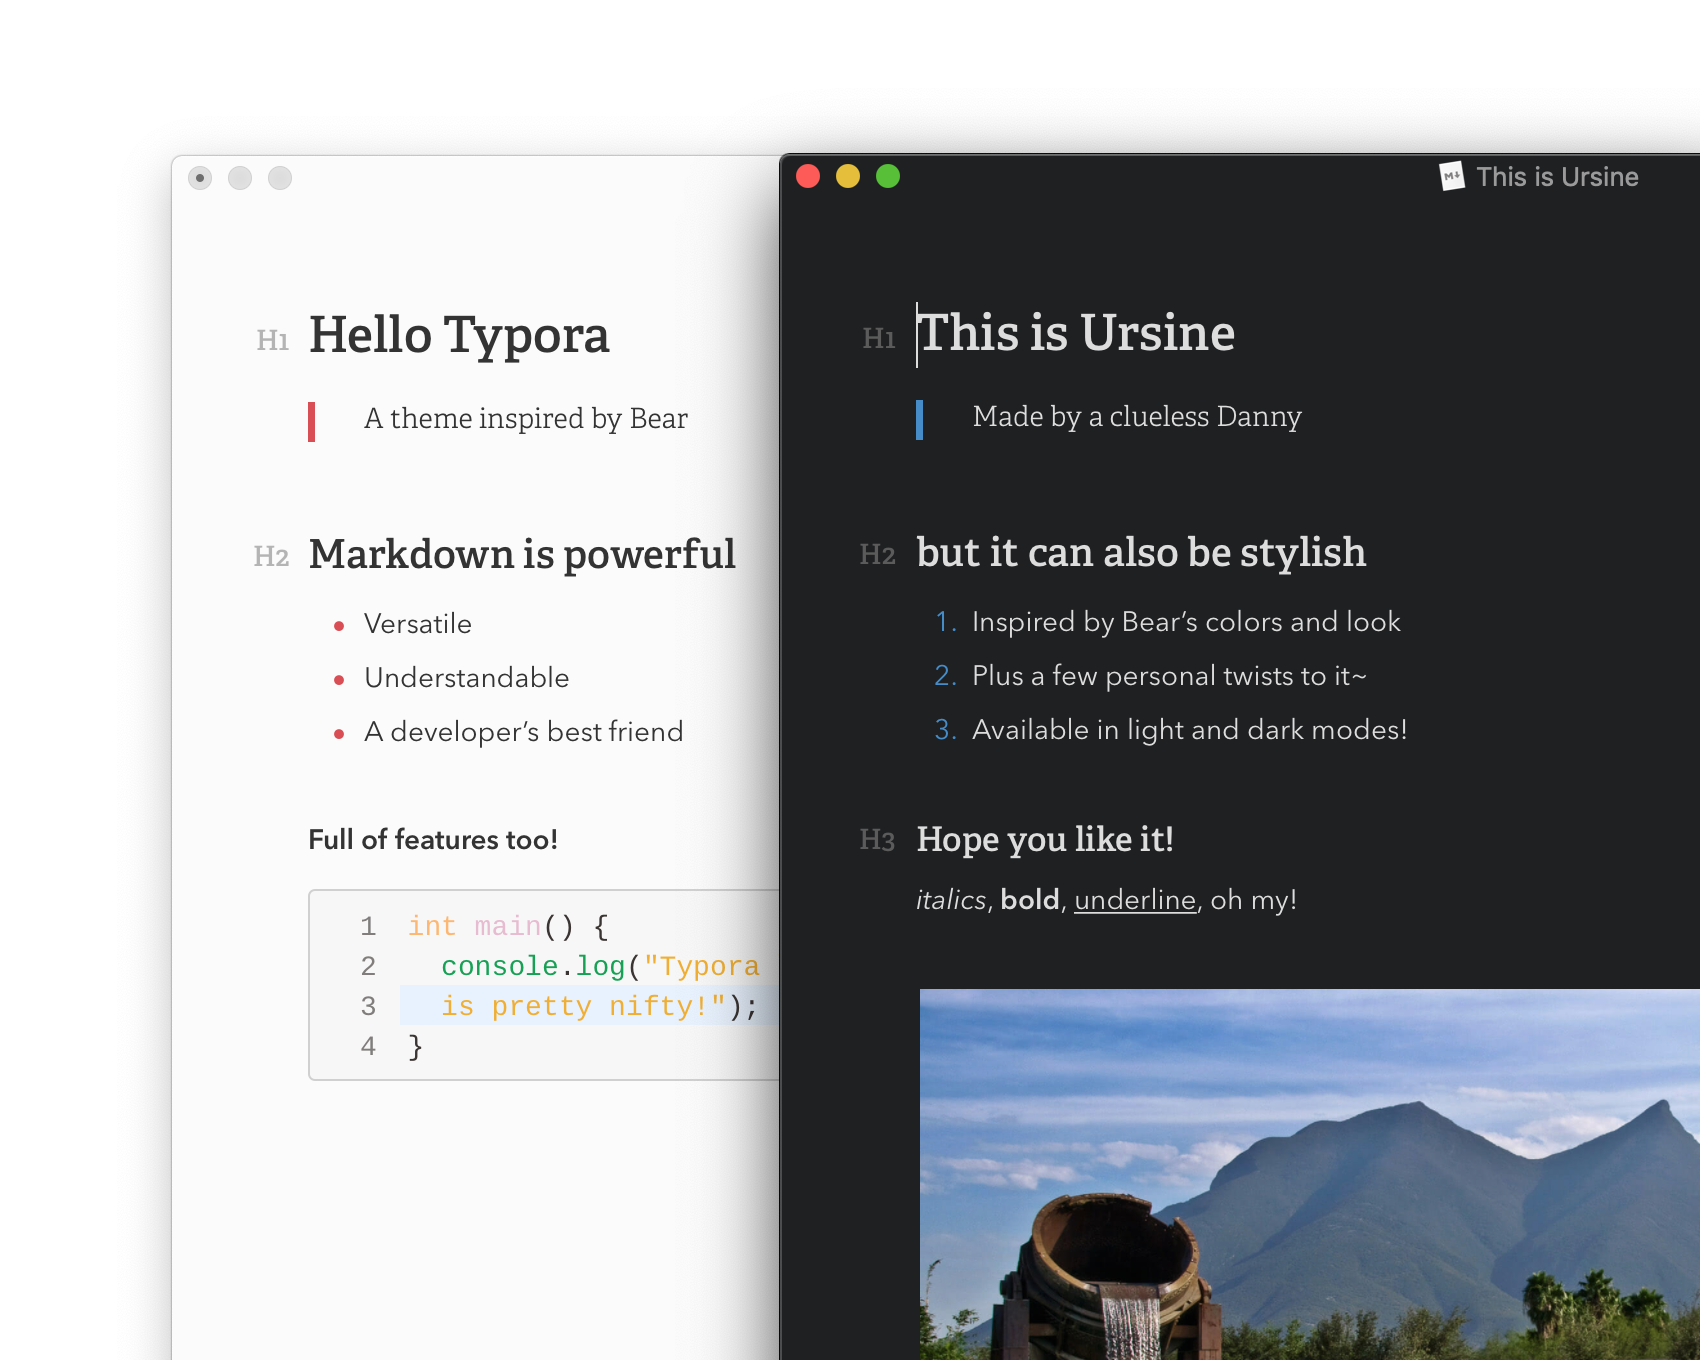 H1 Hello Typora
A theme inspired by Bear
H2 Markdown is powerful
• Versatile
• Understandable
• A developer’s best friend
Full of features too!
1 int main() {
2 console.log("Typora
3 is pretty nifty!");
4 }
M↓ This is Ursine
H1 This is Ursine
Made by a clueless Danny
H2 but it can also be stylish
1. Inspired by Bear’s colors and look
2. Plus a few personal twists to it~
3. Available in light and dark modes!
H3 Hope you like it!
italics, bold, underline, oh my!